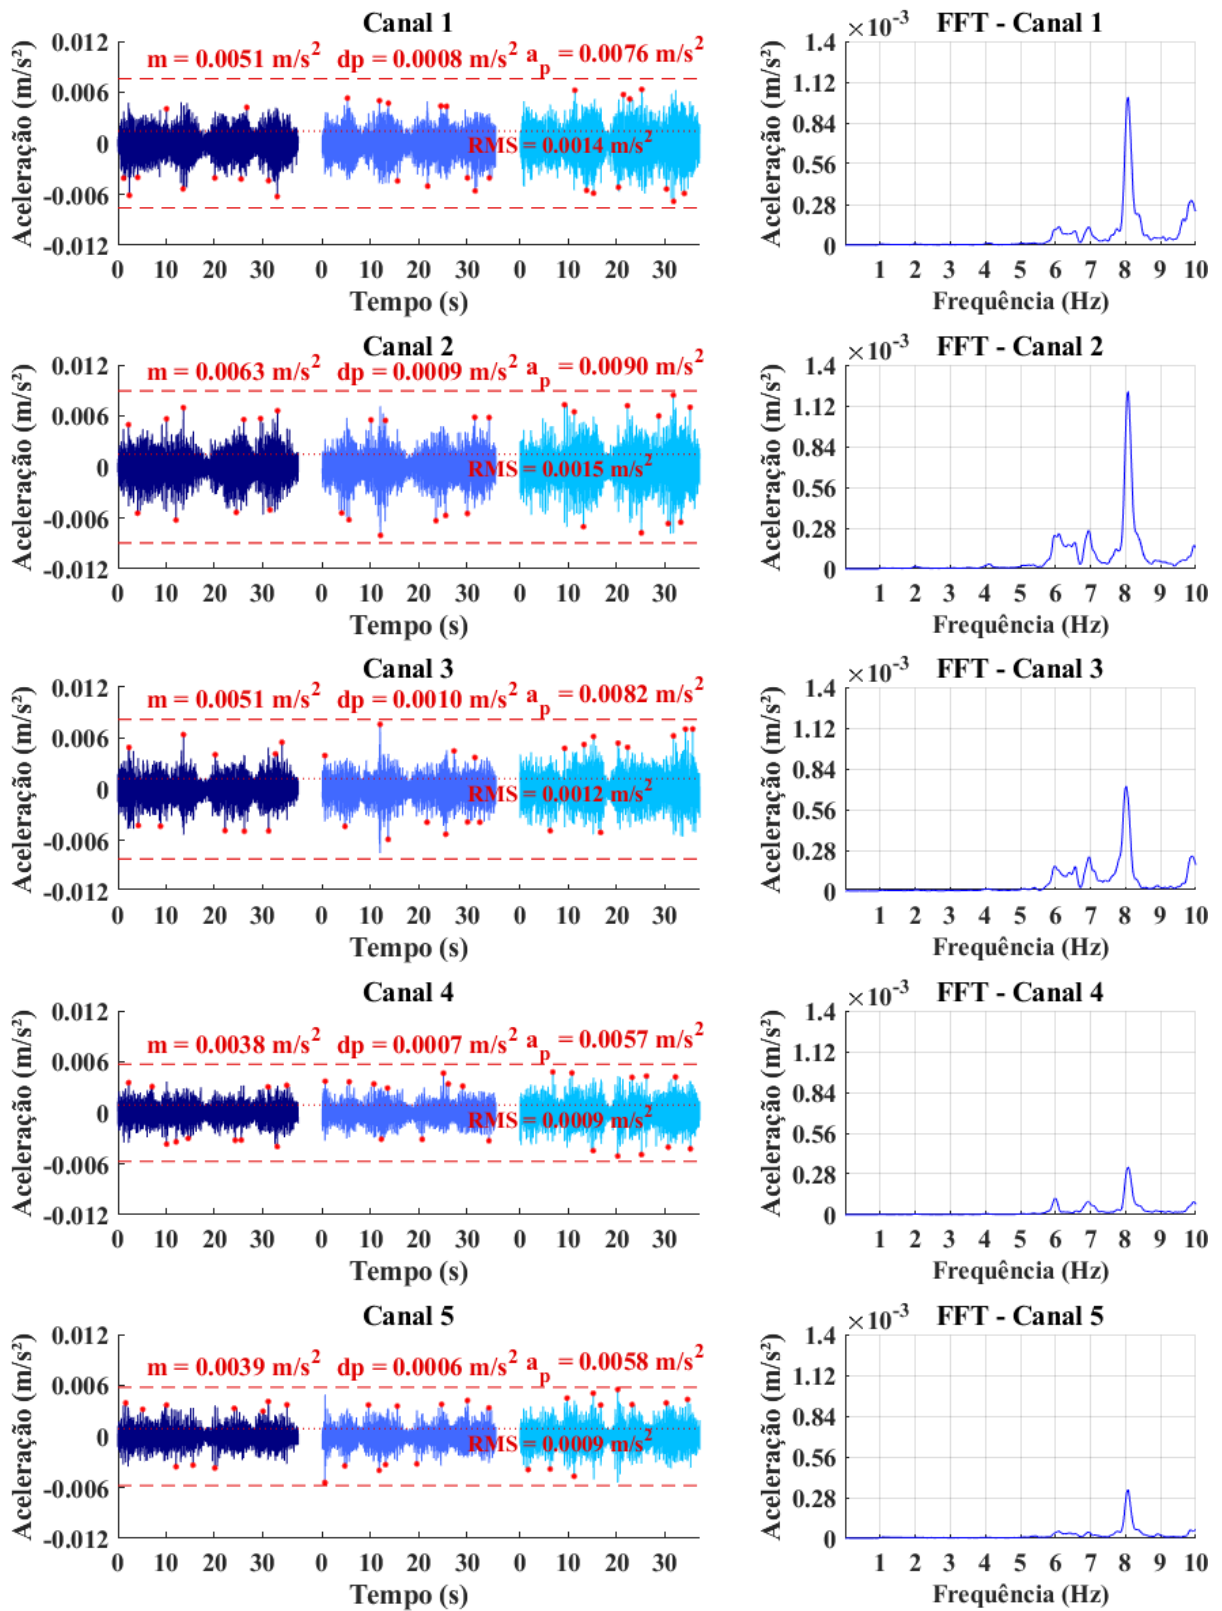 Canal 1
FFT - Canal 1
×10⁻³
m = 0.0051 m/s² dp = 0.0008 m/s² aₚ = 0.0076 m/s²
RMS = 0.0014 m/s²
Aceleração (m/s²)
0.012
0.006
0
-0.006
-0.012
0 10 20 30 0 10 20 30 0 10 20 30
Tempo (s)
Aceleração (m/s²)
1.4
1.12
0.84
0.56
0.28
0
1 2 3 4 5 6 7 8 9 10
Frequência (Hz)
Canal 2
FFT - Canal 2
×10⁻³
m = 0.0063 m/s² dp = 0.0009 m/s² aₚ = 0.0090 m/s²
RMS = 0.0015 m/s²
Aceleração (m/s²)
0.012
0.006
0
-0.006
-0.012
0 10 20 30 0 10 20 30 0 10 20 30
Tempo (s)
Aceleração (m/s²)
1.4
1.12
0.84
0.56
0.28
0
1 2 3 4 5 6 7 8 9 10
Frequência (Hz)
Canal 3
FFT - Canal 3
×10⁻³
m = 0.0051 m/s² dp = 0.0010 m/s² aₚ = 0.0082 m/s²
RMS = 0.0012 m/s²
Aceleração (m/s²)
0.012
0.006
0
-0.006
-0.012
0 10 20 30 0 10 20 30 0 10 20 30
Tempo (s)
Aceleração (m/s²)
1.4
1.12
0.84
0.56
0.28
0
1 2 3 4 5 6 7 8 9 10
Frequência (Hz)
Canal 4
FFT - Canal 4
×10⁻³
m = 0.0038 m/s² dp = 0.0007 m/s² aₚ = 0.0057 m/s²
RMS = 0.0009 m/s²
Aceleração (m/s²)
0.012
0.006
0
-0.006
-0.012
0 10 20 30 0 10 20 30 0 10 20 30
Tempo (s)
Aceleração (m/s²)
1.4
1.12
0.84
0.56
0.28
0
1 2 3 4 5 6 7 8 9 10
Frequência (Hz)
Canal 5
FFT - Canal 5
×10⁻³
m = 0.0039 m/s² dp = 0.0006 m/s² aₚ = 0.0058 m/s²
RMS = 0.0009 m/s²
Aceleração (m/s²)
0.012
0.006
0
-0.006
-0.012
0 10 20 30 0 10 20 30 0 10 20 30
Tempo (s)
Aceleração (m/s²)
1.4
1.12
0.84
0.56
0.28
0
1 2 3 4 5 6 7 8 9 10
Frequência (Hz)